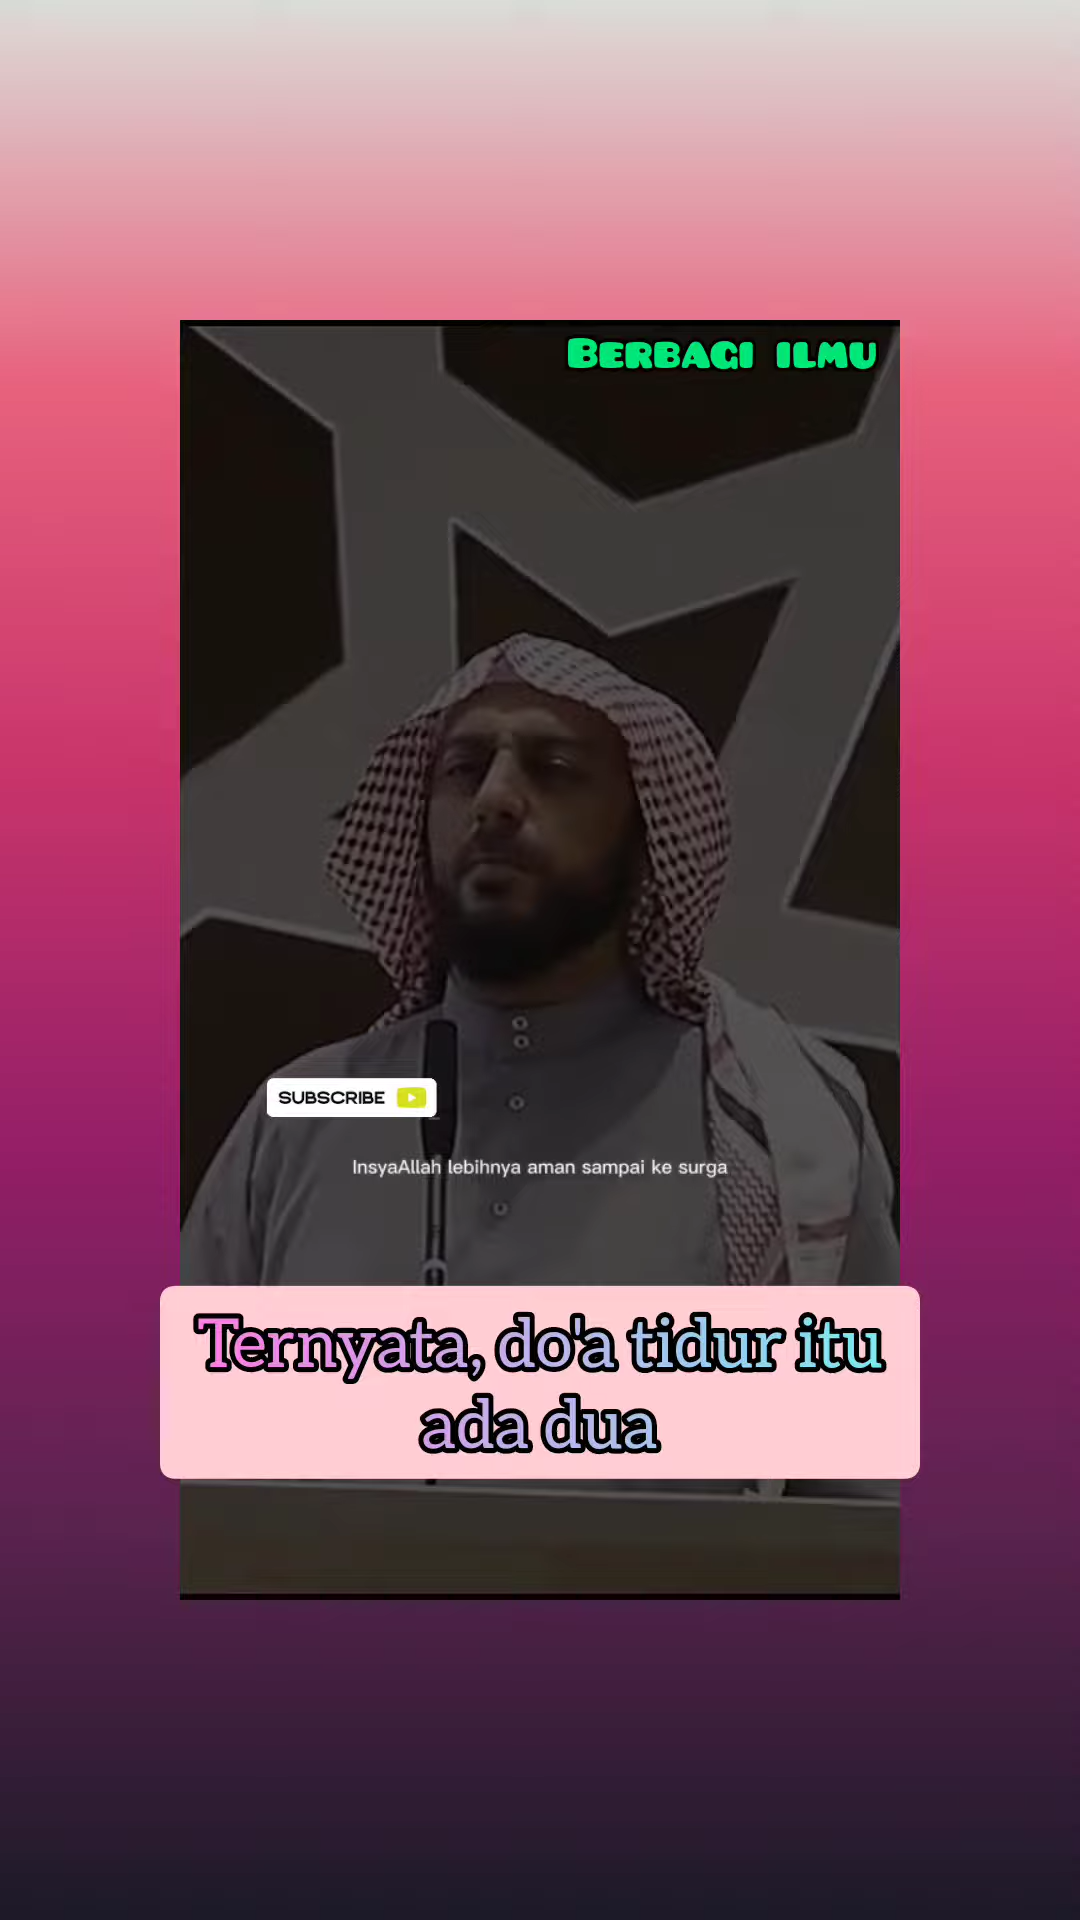 BERBAGI ILMU
SUBSCRIBE
InsyaAllah lebihnya aman sampai ke surga
Ternyata, do'a tidur itu
ada dua